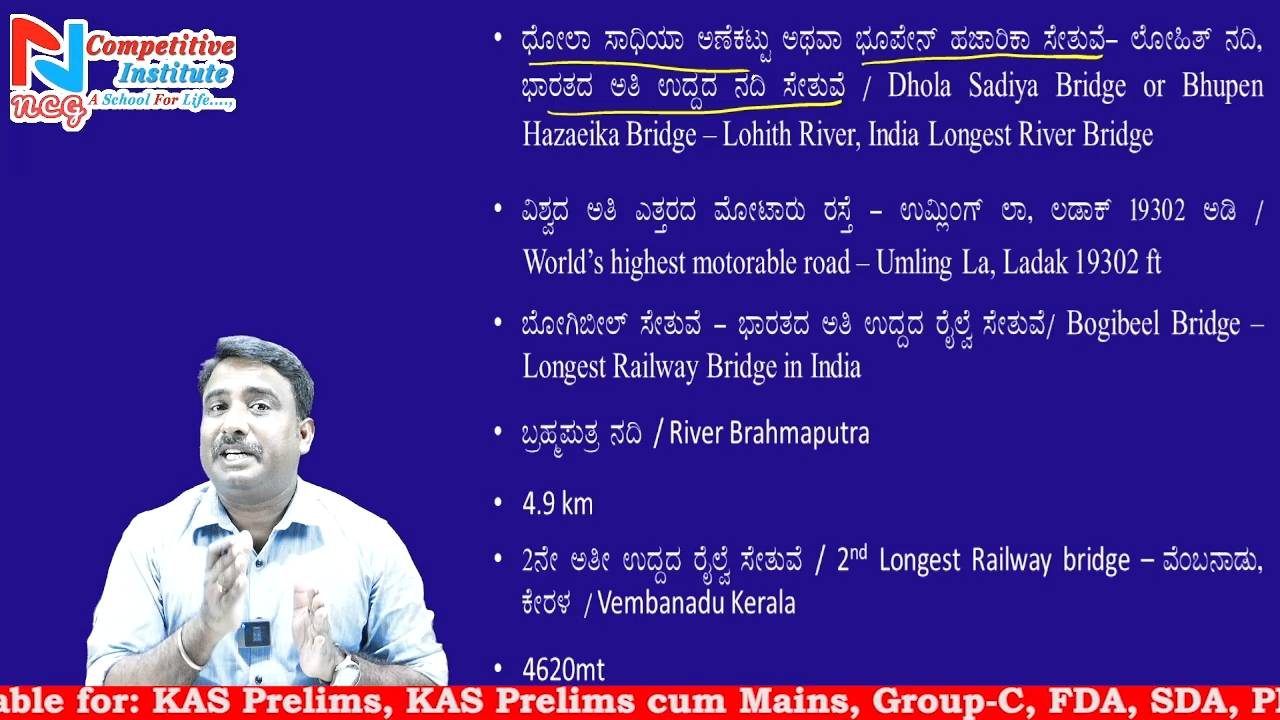 Competitive
Institute
NCG A School For Life....,
• ಧೋಲಾ ಸಾಧಿಯಾ ಅಣೆಕಟ್ಟು ಅಥವಾ ಭೂಪೇನ್ ಹಜಾರಿಕಾ ಸೇತುವೆ– ಲೋಹಿತ್ ನದಿ,
ಭಾರತದ ಅತಿ ಉದ್ದದ ನದಿ ಸೇತುವೆ / Dhola Sadiya Bridge or Bhupen
Hazaeika Bridge – Lohith River, India Longest River Bridge
• ವಿಶ್ವದ ಅತಿ ಎತ್ತರದ ಮೋಟಾರು ರಸ್ತೆ – ಉಮ್ಲಿಂಗ್ ಲಾ, ಲಡಾಕ್ 19302 ಅಡಿ /
World’s highest motorable road – Umling La, Ladak 19302 ft
• ಬೋಗಿಬೀಲ್ ಸೇತುವೆ – ಭಾರತದ ಅತಿ ಉದ್ದದ ರೈಲ್ವೆ ಸೇತುವೆ/ Bogibeel Bridge –
Longest Railway Bridge in India
• ಬ್ರಹ್ಮಪುತ್ರ ನದಿ / River Brahmaputra
• 4.9 km
• 2ನೇ ಅತೀ ಉದ್ದದ ರೈಲ್ವೆ ಸೇತುವೆ / 2nd Longest Railway bridge – ವೆಂಬನಾಡು,
ಕೇರಳ / Vembanadu Kerala
• 4620mt
able for: KAS Prelims, KAS Prelims cum Mains, Group-C, FDA, SDA,